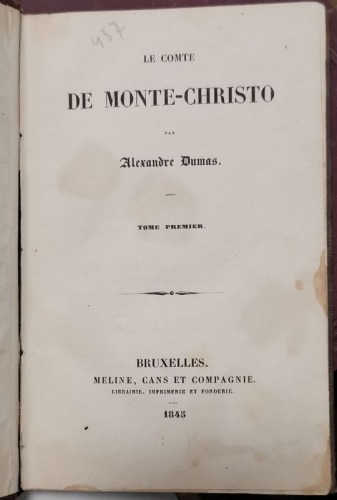 457
LE COMTE
DE MONTE-CHRISTO
PAR
Alexandre Dumas.
TOME PREMIER.
BRUXELLES.
MELINE, CANS ET COMPAGNIE.
LIBRAIRIE, IMPRIMERIE ET FONDERIE.
1845